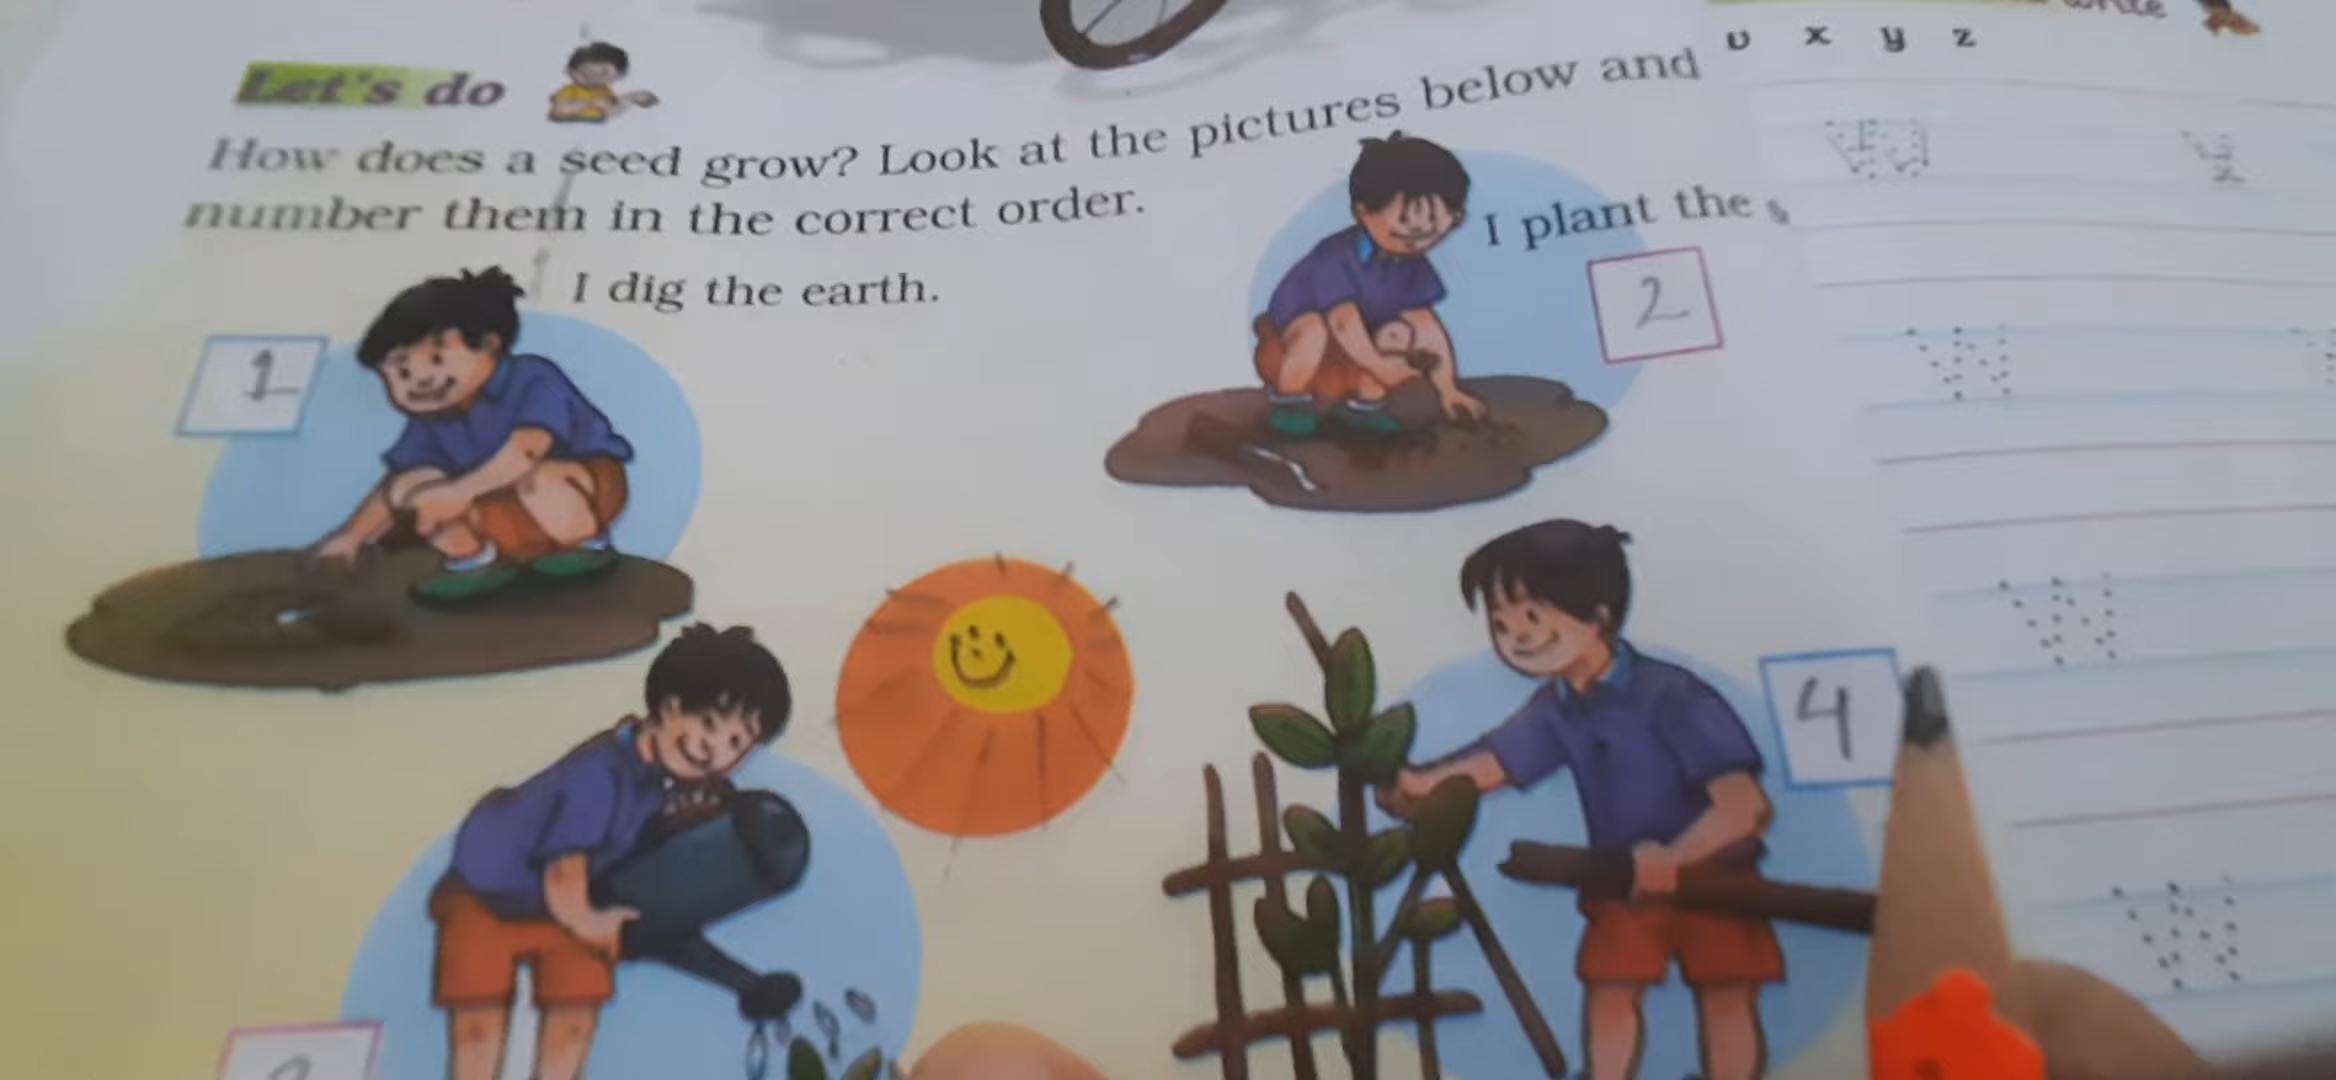 Let's do
How does a seed grow? Look at the pictures below and
number them in the correct order.
I dig the earth.
1
I plant the
2
4
v x y z